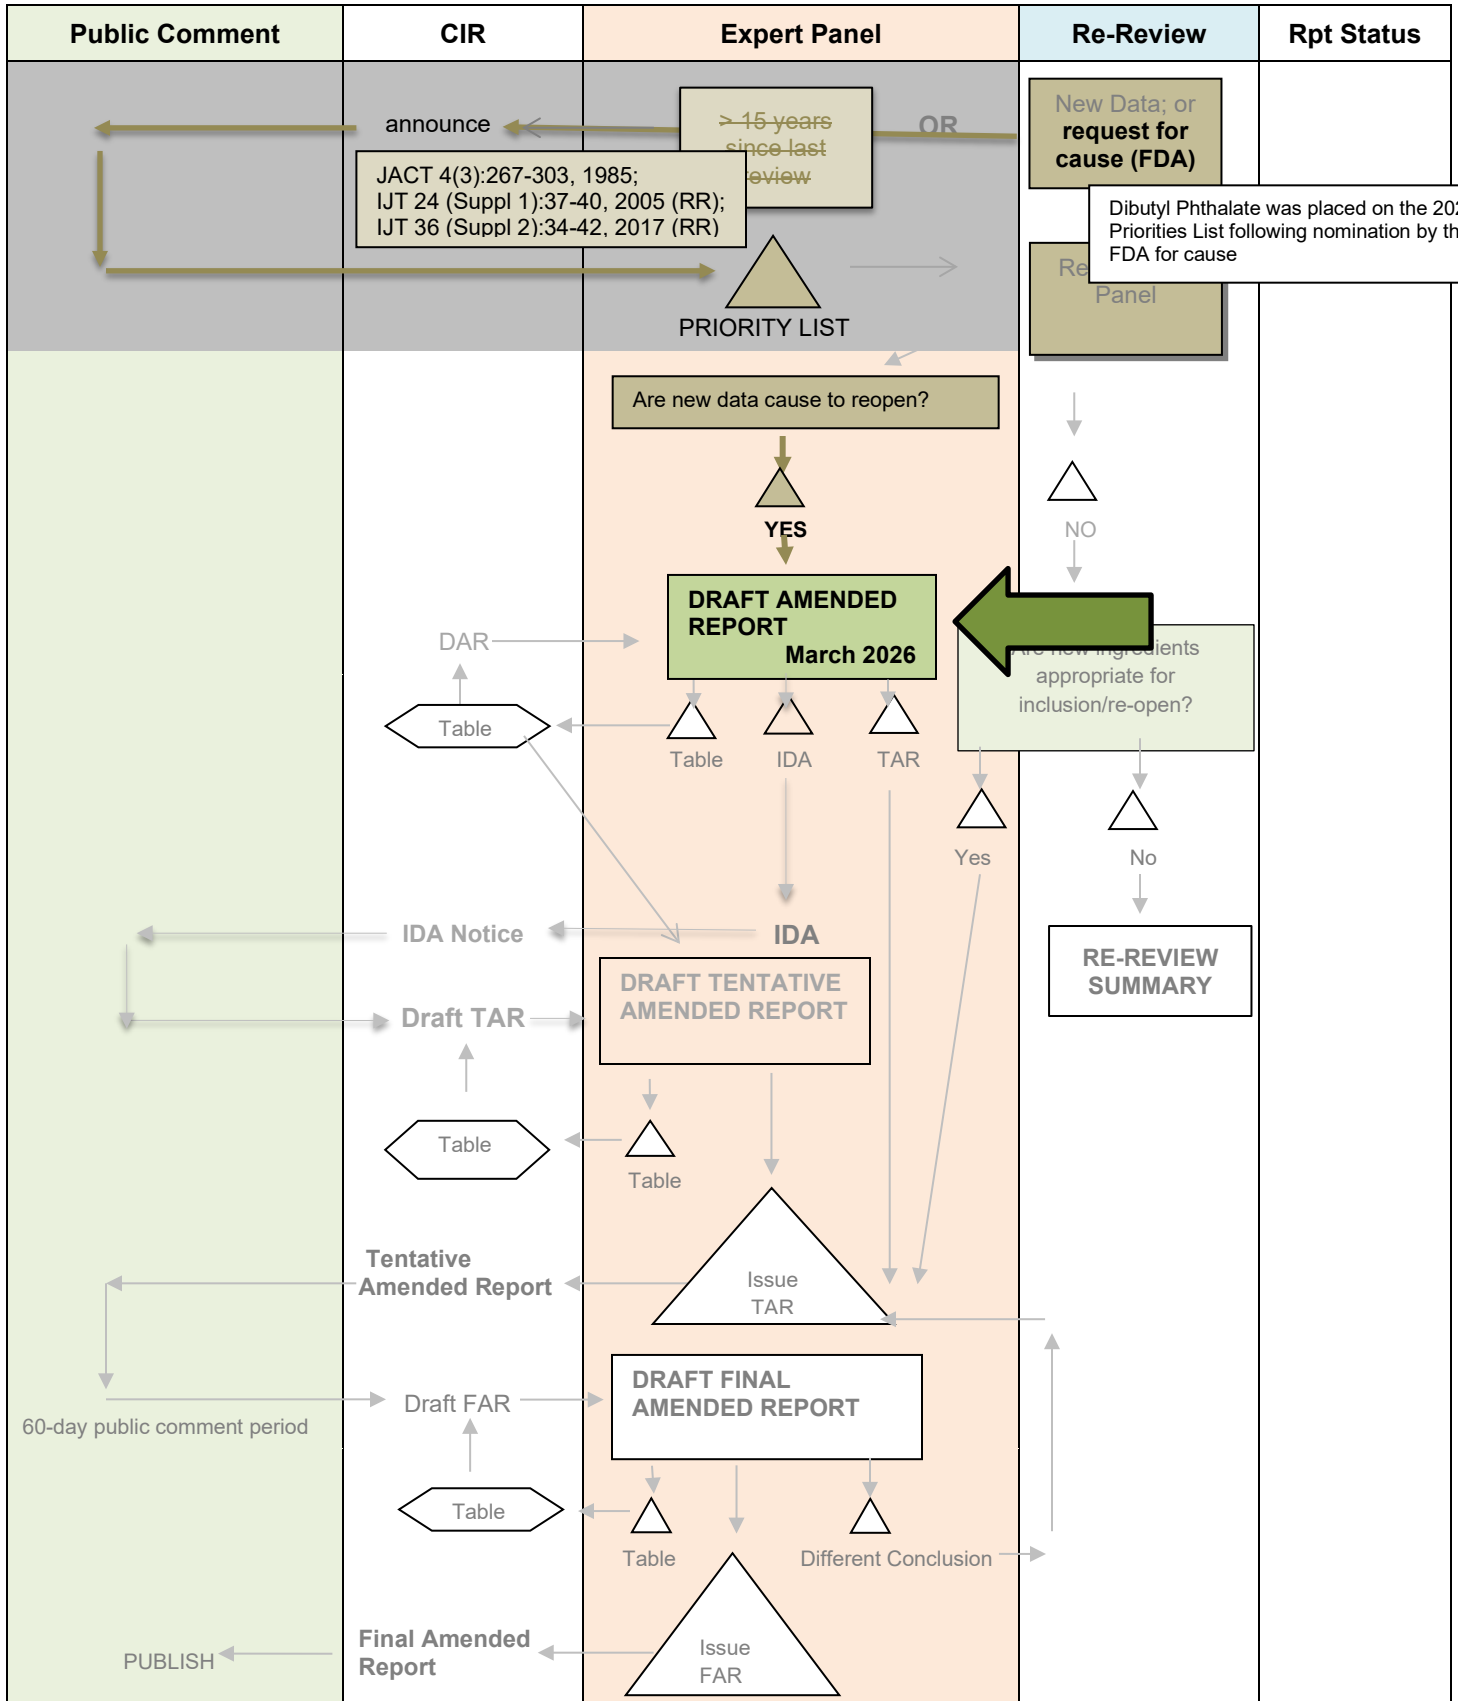 Public Comment
CIR
Expert Panel
Re-Review
Rpt Status
announce
> 15 years
since last
review
OR
New Data; or
request for
cause (FDA)
JACT 4(3):267-303, 1985;
IJT 24 (Suppl 1):37-40, 2005 (RR);
IJT 36 (Suppl 2):34-42, 2017 (RR)
Dibutyl Phthalate was placed on the
Priorities List following nomination by
FDA for cause
Panel
PRIORITY LIST
Are new data cause to reopen?
YES
NO
DRAFT AMENDED
REPORT
March 2026
DAR
Table
Table
IDA
TAR
Are new ingredients
appropriate for
inclusion/re-open?
Yes
No
IDA Notice
IDA
RE-REVIEW
SUMMARY
DRAFT TENTATIVE
AMENDED REPORT
Draft TAR
Table
Table
Tentative
Amended Report
Issue
TAR
DRAFT FINAL
AMENDED REPORT
Draft FAR
60-day public comment period
Table
Table
Different Conclusion
Final Amended
Report
Issue
FAR
PUBLISH